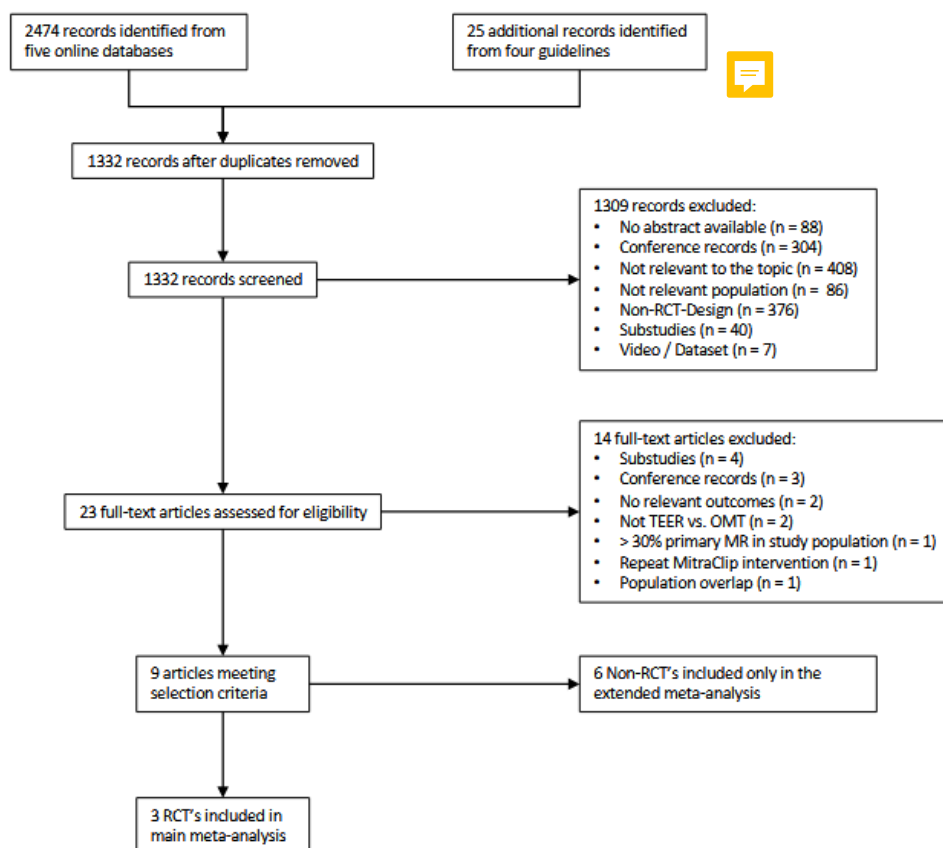 2474 records identified from
five online databases
25 additional records identified
from four guidelines
1332 records after duplicates removed
1309 records excluded:
• No abstract available (n = 88)
• Conference records (n = 304)
• Not relevant to the topic (n = 408)
• Not relevant population (n = 86)
• Non-RCT-Design (n = 376)
• Substudies (n = 40)
• Video / Dataset (n = 7)
1332 records screened
14 full-text articles excluded:
• Substudies (n = 4)
• Conference records (n = 3)
• No relevant outcomes (n = 2)
• Not TEER vs. OMT (n = 2)
• > 30% primary MR in study population (n = 1)
• Repeat MitraClip intervention (n = 1)
• Population overlap (n = 1)
23 full-text articles assessed for eligibility
9 articles meeting
selection criteria
6 Non-RCT's included only in the
extended meta-analysis
3 RCT's included in
main meta-analysis